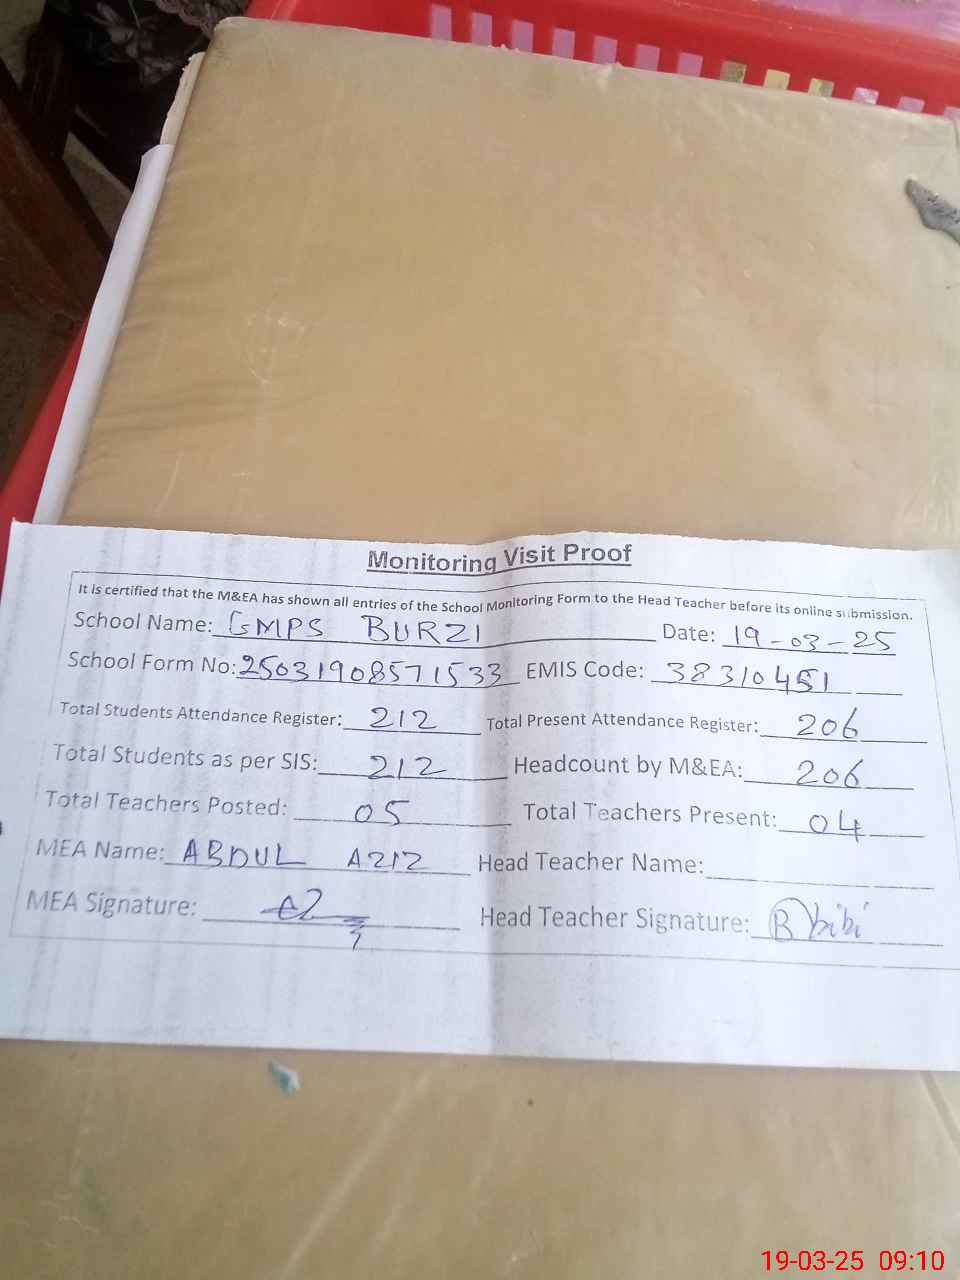 Monitoring Visit Proof
It is certified that the M&EA has shown all entries of the School Monitoring Form to the Head Teacher before its online submission.
School Name: GMPS BURZI Date: 19-03-25
School Form No: 25031908571533 EMIS Code: 38310451
Total Students Attendance Register: 212 Total Present Attendance Register: 206
Total Students as per SIS: 212 Headcount by M&EA: 206
Total Teachers Posted: 05 Total Teachers Present: 04
MEA Name: ABDUL AZIZ Head Teacher Name:
MEA Signature: Head Teacher Signature: B bibi
19-03-25 09:10